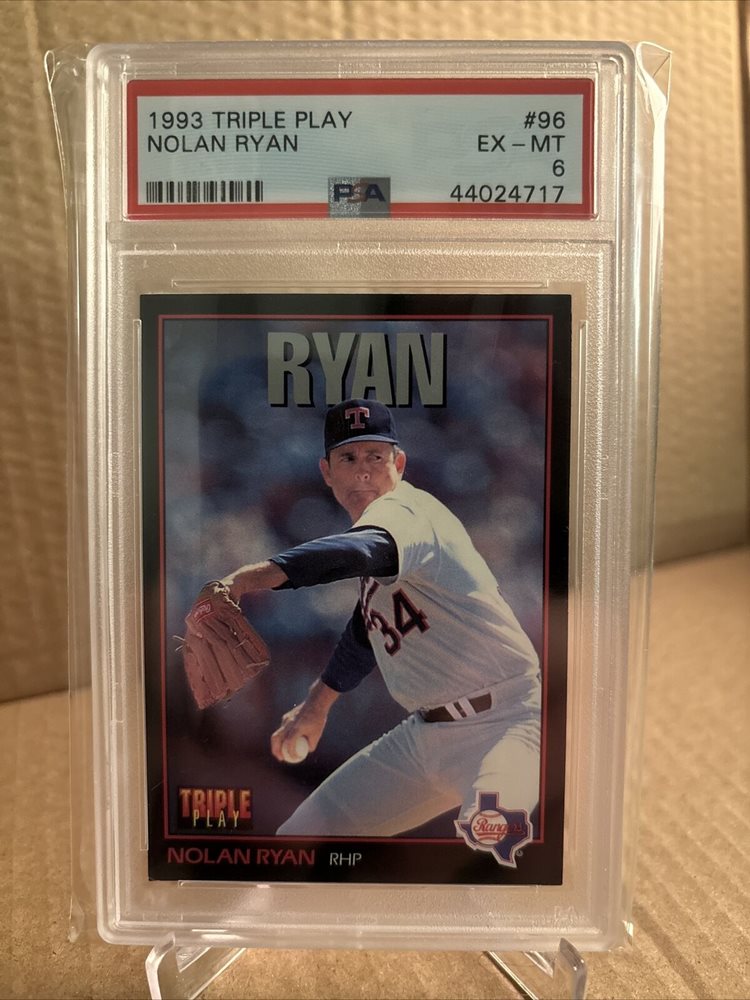 1993 TRIPLE PLAY #96
NOLAN RYAN EX - MT
6
PSA 44024717
RYAN
T
34
TRIPLE
PLAY
Rangers
NOLAN RYAN RHP